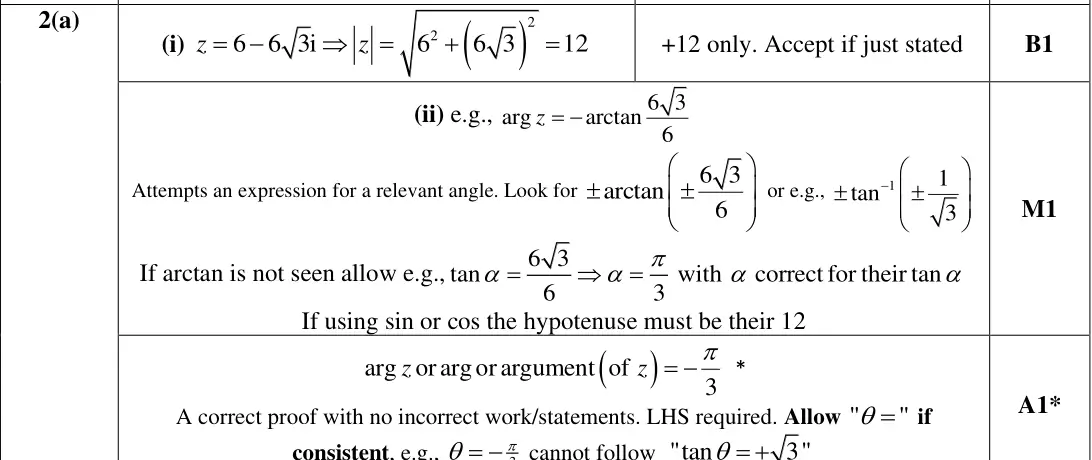 2(a)
(i) z = 6 − 6√3i ⇒ |z| = √(6² + (6√3)²) = 12
+12 only. Accept if just stated
B1
(ii) e.g., arg z = −arctan 6√3/6
Attempts an expression for a relevant angle. Look for ±arctan(± 6√3/6) or e.g., ±tan⁻¹(± 1/√3)
M1
If arctan is not seen allow e.g., tan α = 6√3/6 ⇒ α = π/3 with α correct for their tan α
If using sin or cos the hypotenuse must be their 12
arg z or arg or argument (of z) = −π/3 *
A correct proof with no incorrect work/statements. LHS required. Allow "θ =" if
A1*
consistent, e.g., θ = −π/3 cannot follow "tan θ = +√3"